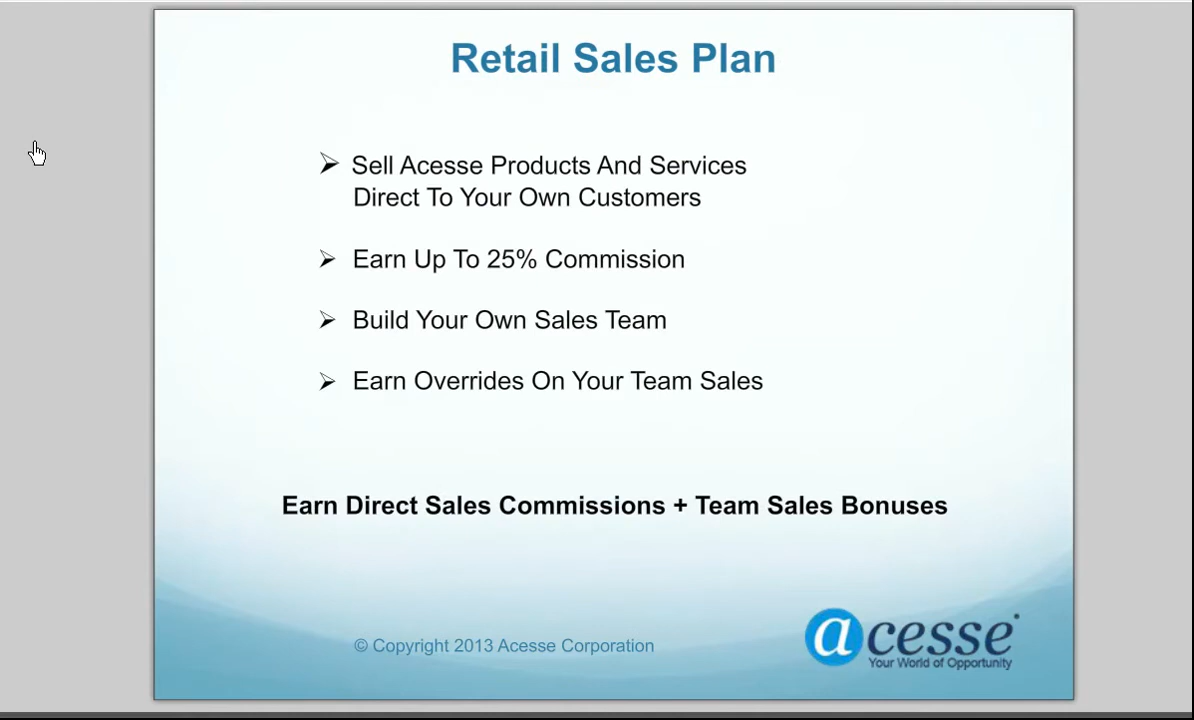 Retail Sales Plan
➢ Sell Acesse Products And Services
Direct To Your Own Customers
➢ Earn Up To 25% Commission
➢ Build Your Own Sales Team
➢ Earn Overrides On Your Team Sales
Earn Direct Sales Commissions + Team Sales Bonuses
© Copyright 2013 Acesse Corporation
acesse
Your World of Opportunity